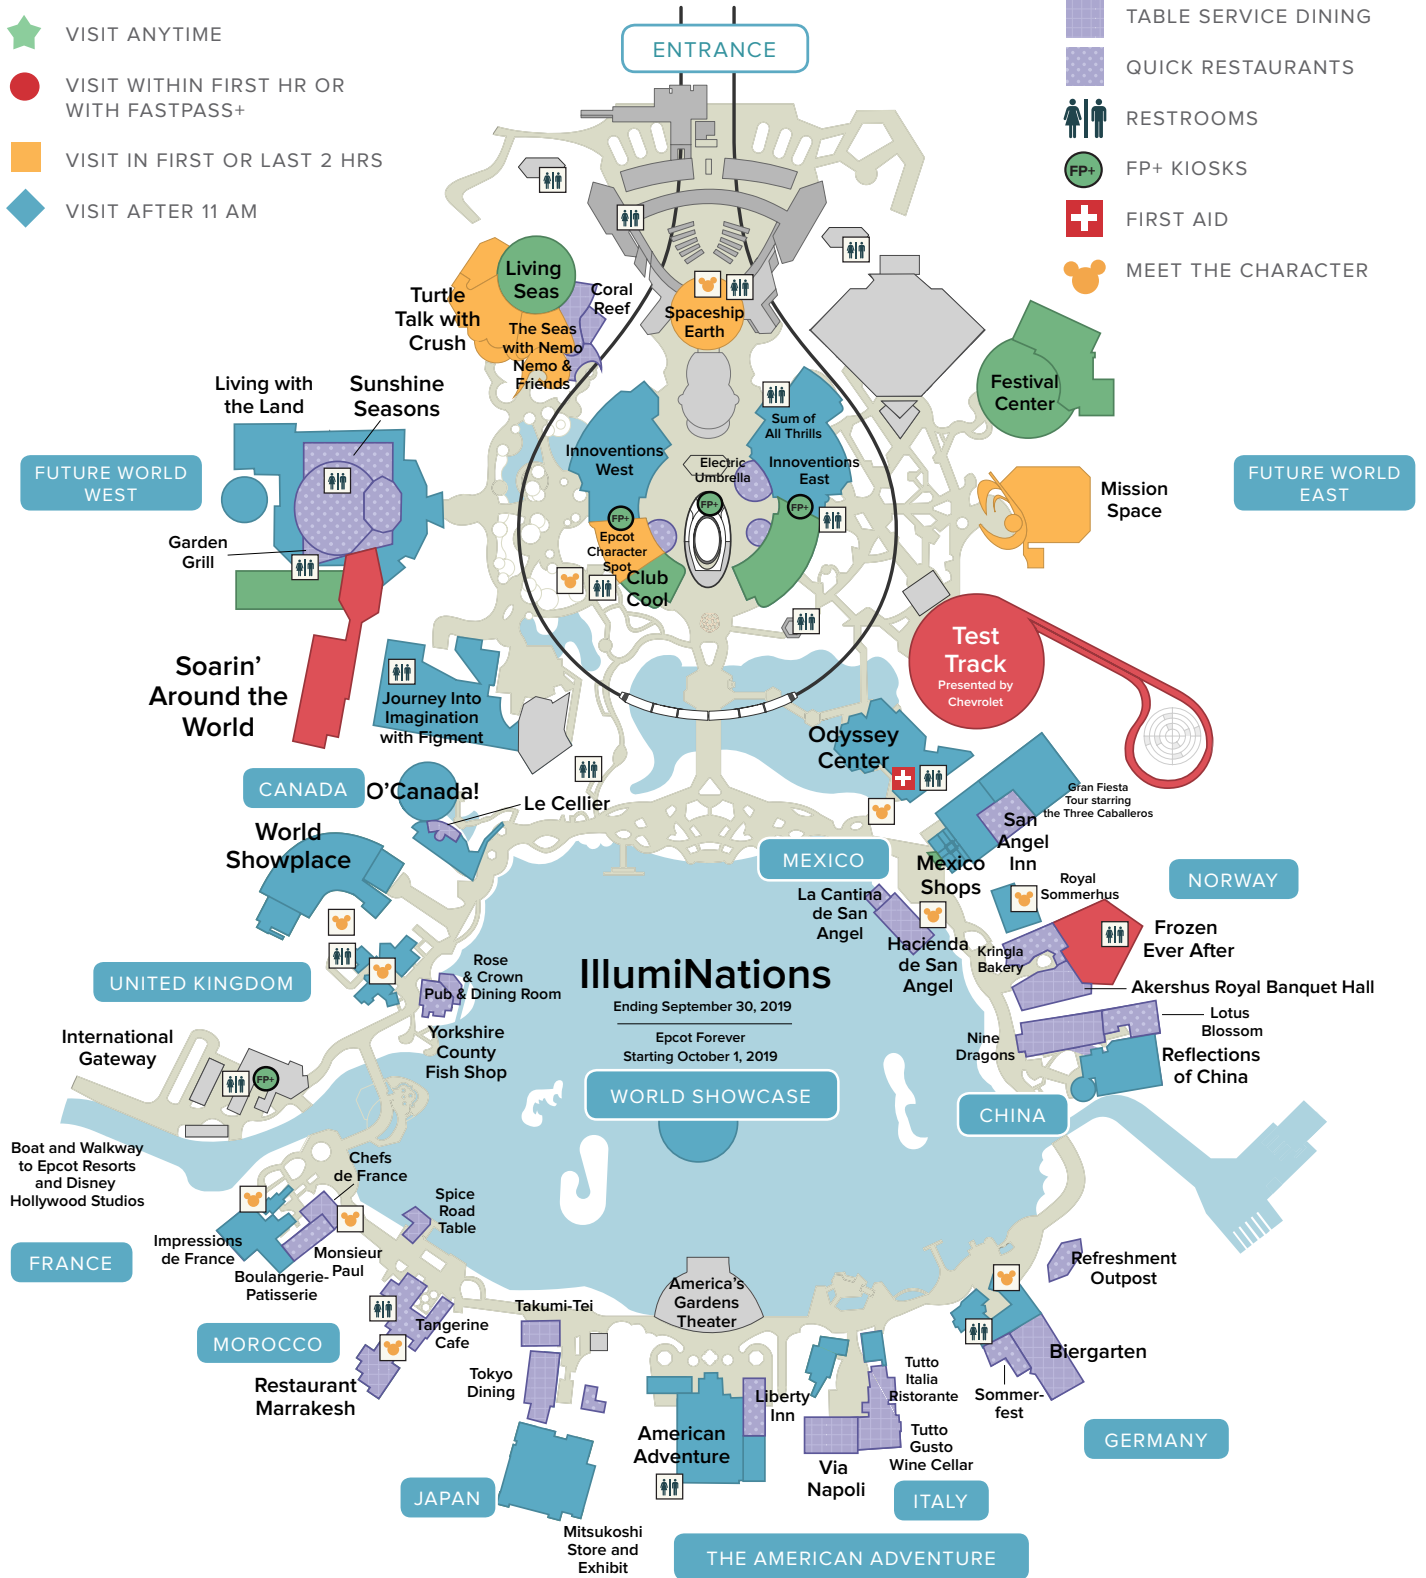 VISIT ANYTIME
VISIT WITHIN FIRST HR OR
WITH FASTPASS+
VISIT IN FIRST OR LAST 2 HRS
VISIT AFTER 11 AM
ENTRANCE
TABLE SERVICE DINING
QUICK RESTAURANTS
RESTROOMS
FP+
FP+ KIOSKS
FIRST AID
MEET THE CHARACTER
Living
Seas
Turtle
Talk with
Crush
Coral
Reef
The Seas
with Nemo
Nemo &
Friends
Spaceship
Earth
Festival
Center
Living with
the Land
Sunshine
Seasons
FUTURE WORLD
WEST
Garden
Grill
Innoventions
West
Sum of
All Thrills
Electric
Umbrella
Innoventions
East
FP+
FP+
FP+
Epcot
Character
Spot
Club
Cool
Mission
Space
FUTURE WORLD
EAST
Soarin'
Around the
World
Journey Into
Imagination
with Figment
Test
Track
Presented by
Chevrolet
Odyssey
Center
CANADA
O'Canada!
Le Cellier
World
Showplace
MEXICO
Gran Fiesta
Tour starring
the Three Caballeros
San
Angel
Inn
Mexico
Shops
La Cantina
de San
Angel
Hacienda
de San
Angel
Royal
Sommerhus
NORWAY
Kringla
Bakery
Frozen
Ever After
Akershus Royal Banquet Hall
UNITED KINGDOM
Rose
& Crown
Pub & Dining Room
Yorkshire
County
Fish Shop
IllumiNations
Ending September 30, 2019
Epcot Forever
Starting October 1, 2019
WORLD SHOWCASE
Nine
Dragons
Lotus
Blossom
Reflections
of China
CHINA
International
Gateway
FP+
Boat and Walkway
to Epcot Resorts
and Disney
Hollywood Studios
Chefs
de France
Spice
Road
Table
Impressions
de France
Monsieur
Paul
Boulangerie-
Patisserie
FRANCE
MOROCCO
Tangerine
Cafe
Restaurant
Marrakesh
Takumi-Tei
Tokyo
Dining
JAPAN
Mitsukoshi
Store and
Exhibit
America's
Gardens
Theater
American
Adventure
Liberty
Inn
THE AMERICAN ADVENTURE
Via
Napoli
Tutto
Italia
Ristorante
Tutto
Gusto
Wine Cellar
ITALY
Refreshment
Outpost
Biergarten
Sommer-
fest
GERMANY